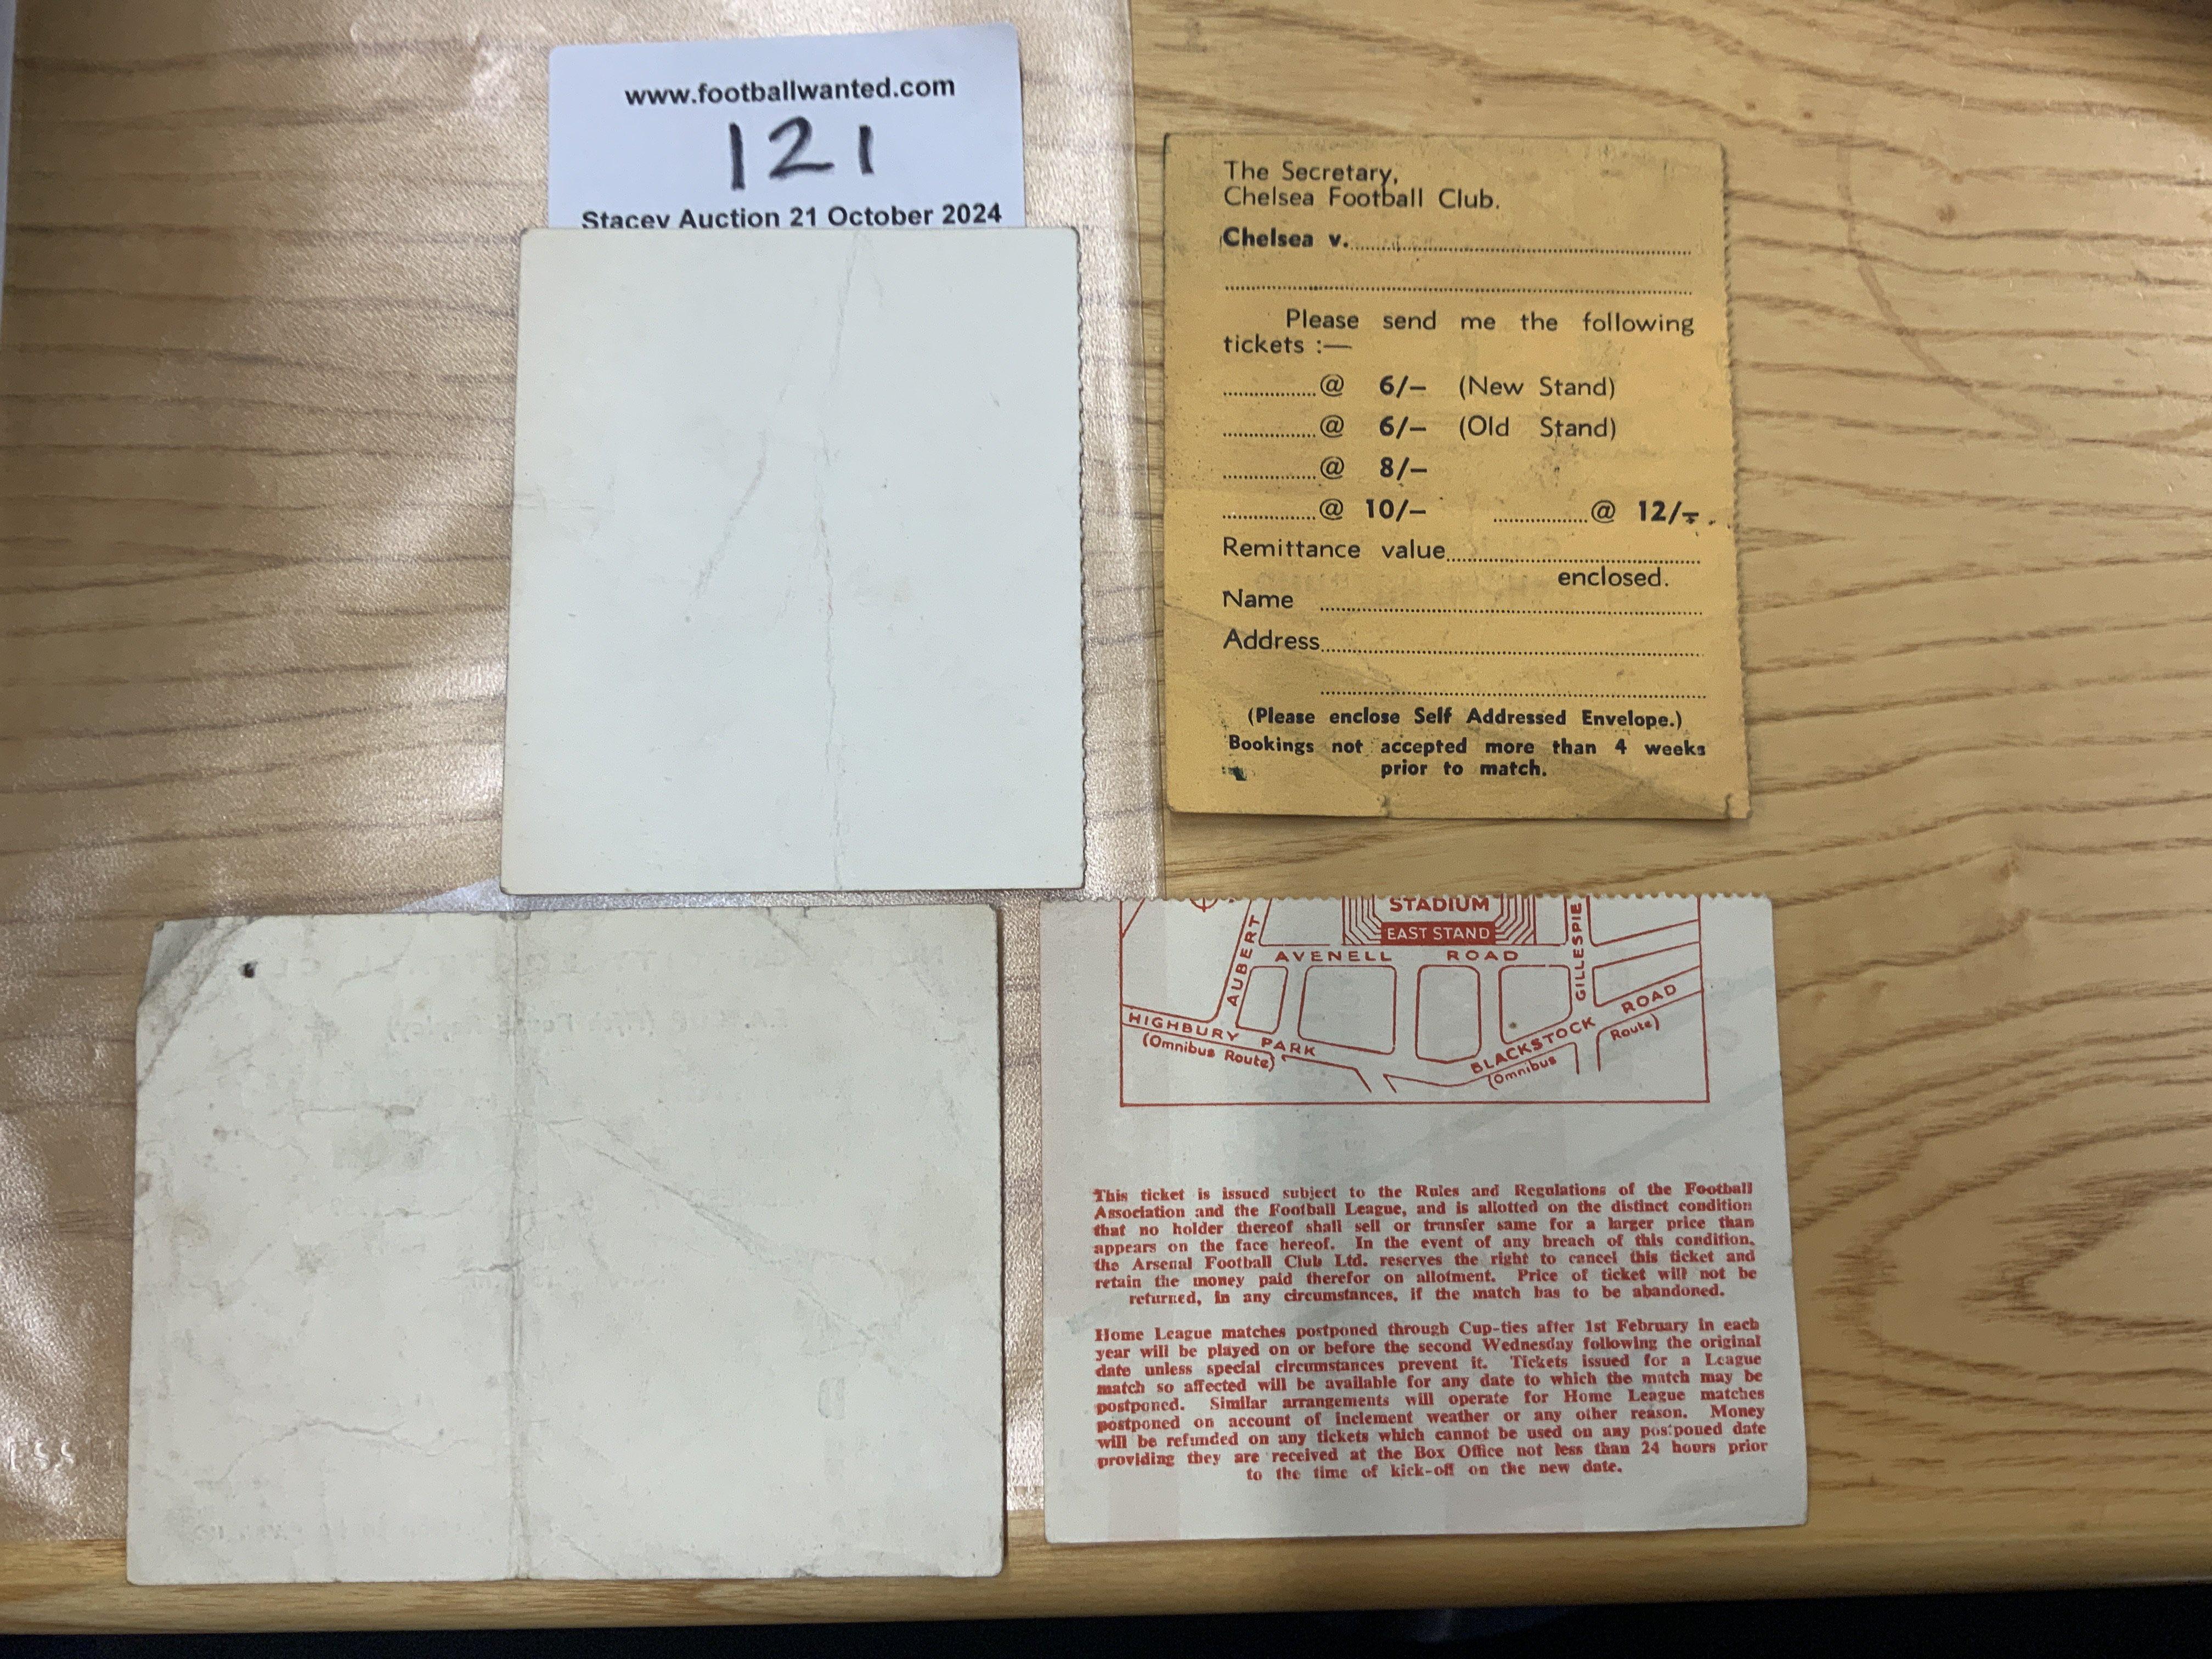 www.footballwanted.com
121
Stacey Auction 21 October 2024
The Secretary,
Chelsea Football Club.
Chelsea v.
Please send me the following
tickets :—
@ 6/– (New Stand)
@ 6/– (Old Stand)
@ 8/–
@ 10/– @ 12/–
Remittance value
enclosed.
Name
Address
(Please enclose Self Addressed Envelope.)
Bookings not accepted more than 4 weeks
prior to match.
STADIUM
EAST STAND
AUBERT
AVENELL ROAD
GILLESPIE
HIGHBURY PARK
(Omnibus Route)
BLACKSTOCK ROAD
(Omnibus Route)
This ticket is issued subject to the Rules and Regulations of the Football
Association and the Football League, and is allotted on the distinct condition
that no holder thereof shall sell or transfer same for a larger price than
appears on the face hereof. In the event of any breach of this condition,
the Arsenal Football Club Ltd. reserves the right to cancel this ticket and
retain the money paid therefor on allotment. Price of ticket will not be
returned, in any circumstances, if the match has to be abandoned.
Home League matches postponed through Cup-ties after 1st February in each
year will be played on or before the second Wednesday following the original
date unless special circumstances prevent it. Tickets issued for a League
match so affected will be available for any date to which the match may be
postponed. Similar arrangements will operate for Home League matches
postponed on account of inclement weather or any other reason. Money
will be refunded on any tickets which cannot be used on any postponed date
providing they are received at the Box Office not less than 24 hours prior
to the time of kick-off on the new date.